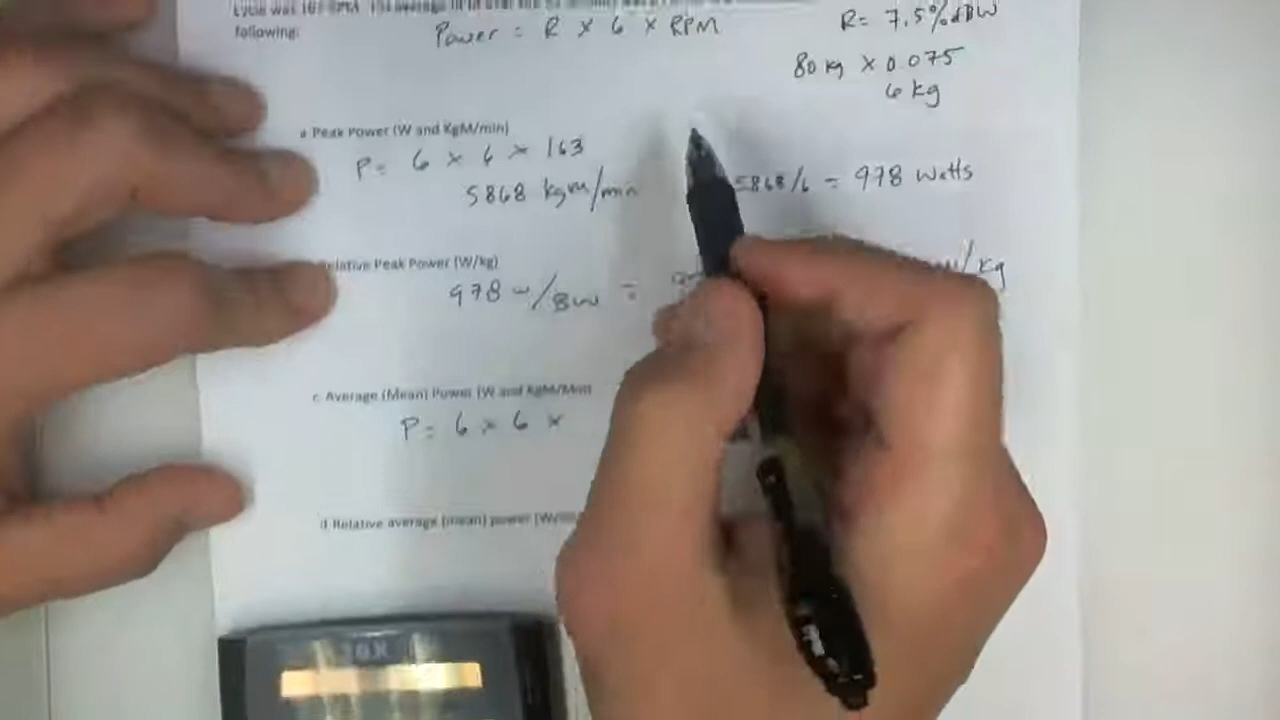 following:
Power = R × 6 × RPM
R= 7.5% BW
80 kg × 0.075
6 kg
a Peak Power (W and KgM/min)
P= 6 × 6 × 163
5868 kgm/min
5868/6 = 978 Watts
Relative Peak Power (W/kg)
978 w/BW =
/kg
c. Average (Mean) Power (W and KgM/Min)
P= 6 × 6 ×
d Relative average (mean) power